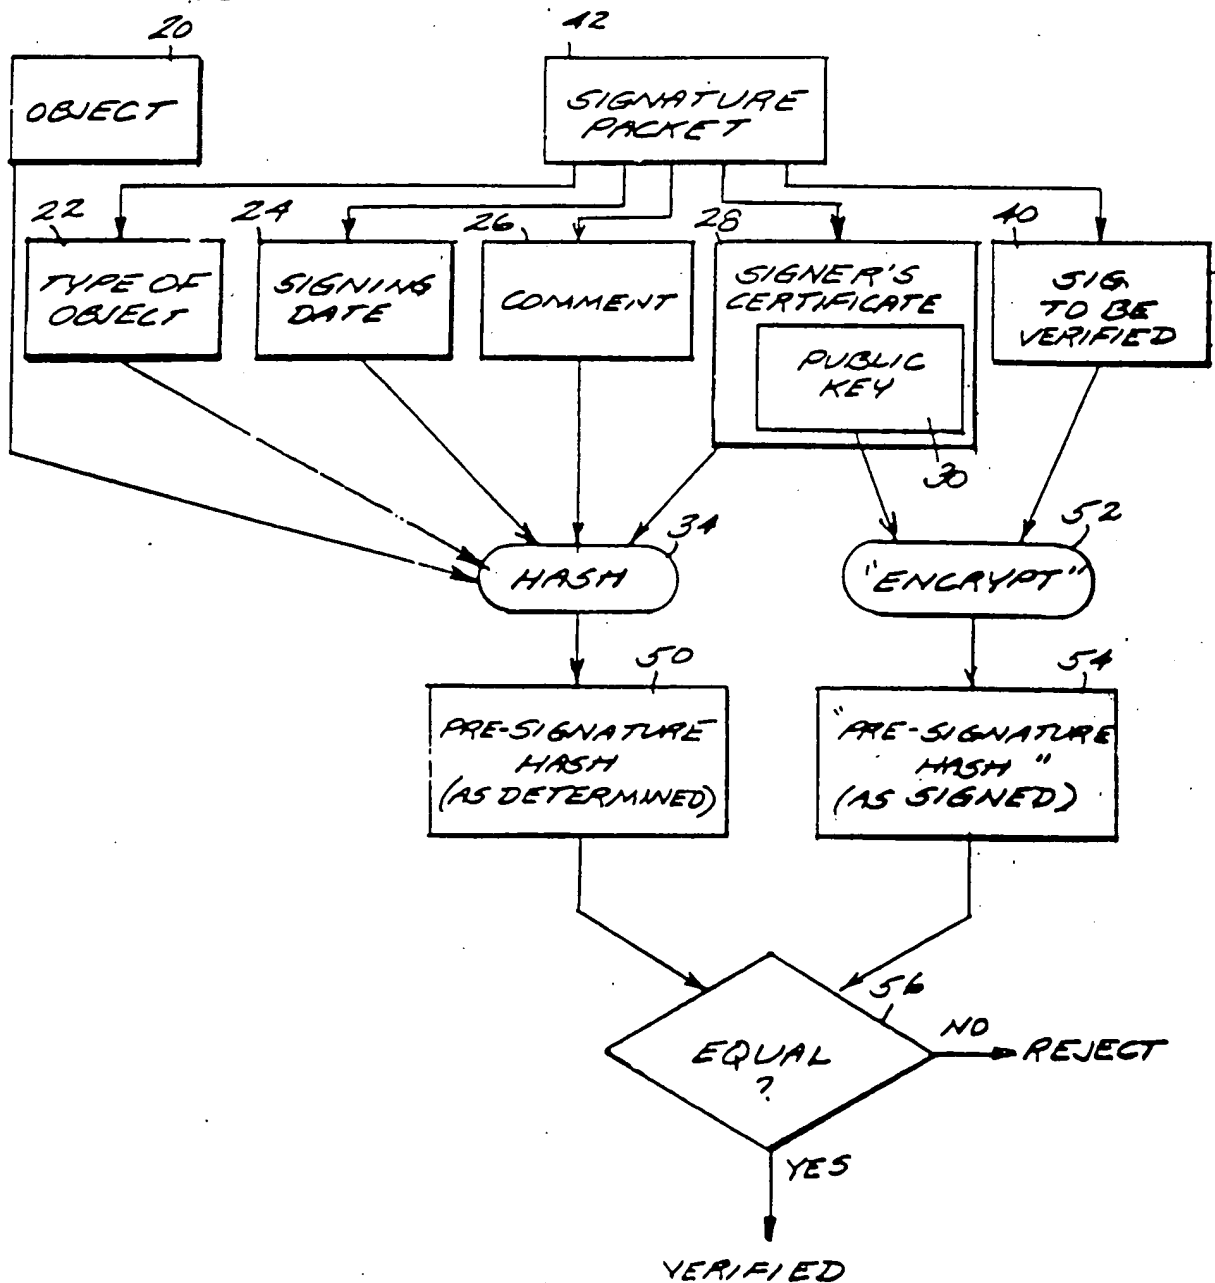 20
42
OBJECT
SIGNATURE
PACKET
22
24
26
28
40
TYPE OF
OBJECT
SIGNING
DATE
COMMENT
SIGNER'S
CERTIFICATE
PUBLIC
KEY
30
SIG
TO BE
VERIFIED
34
HASH
52
"ENCRYPT"
50
54
PRE-SIGNATURE
HASH
(AS DETERMINED)
"PRE-SIGNATURE
HASH"
(AS SIGNED)
56
EQUAL
?
NO
REJECT
YES
VERIFIED